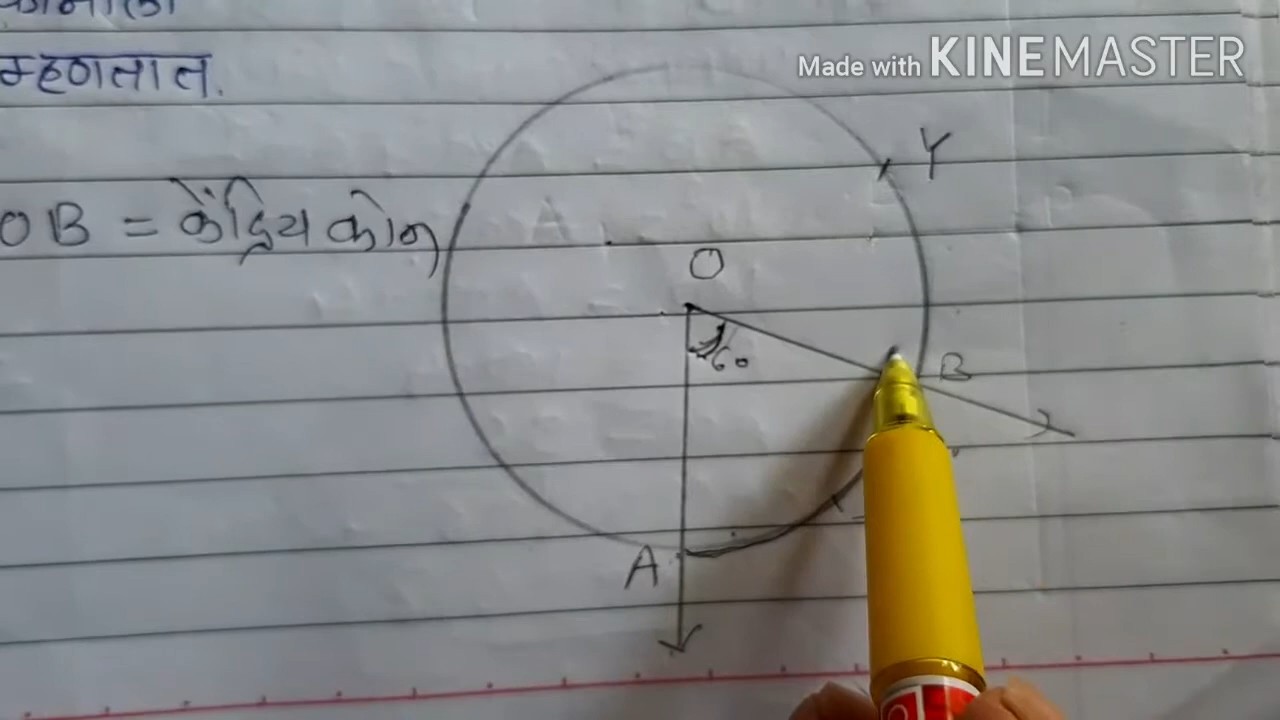 म्हणतात.
Made with KINEMASTER
Y
OB = केंद्रिय कोन
O
60
B
A